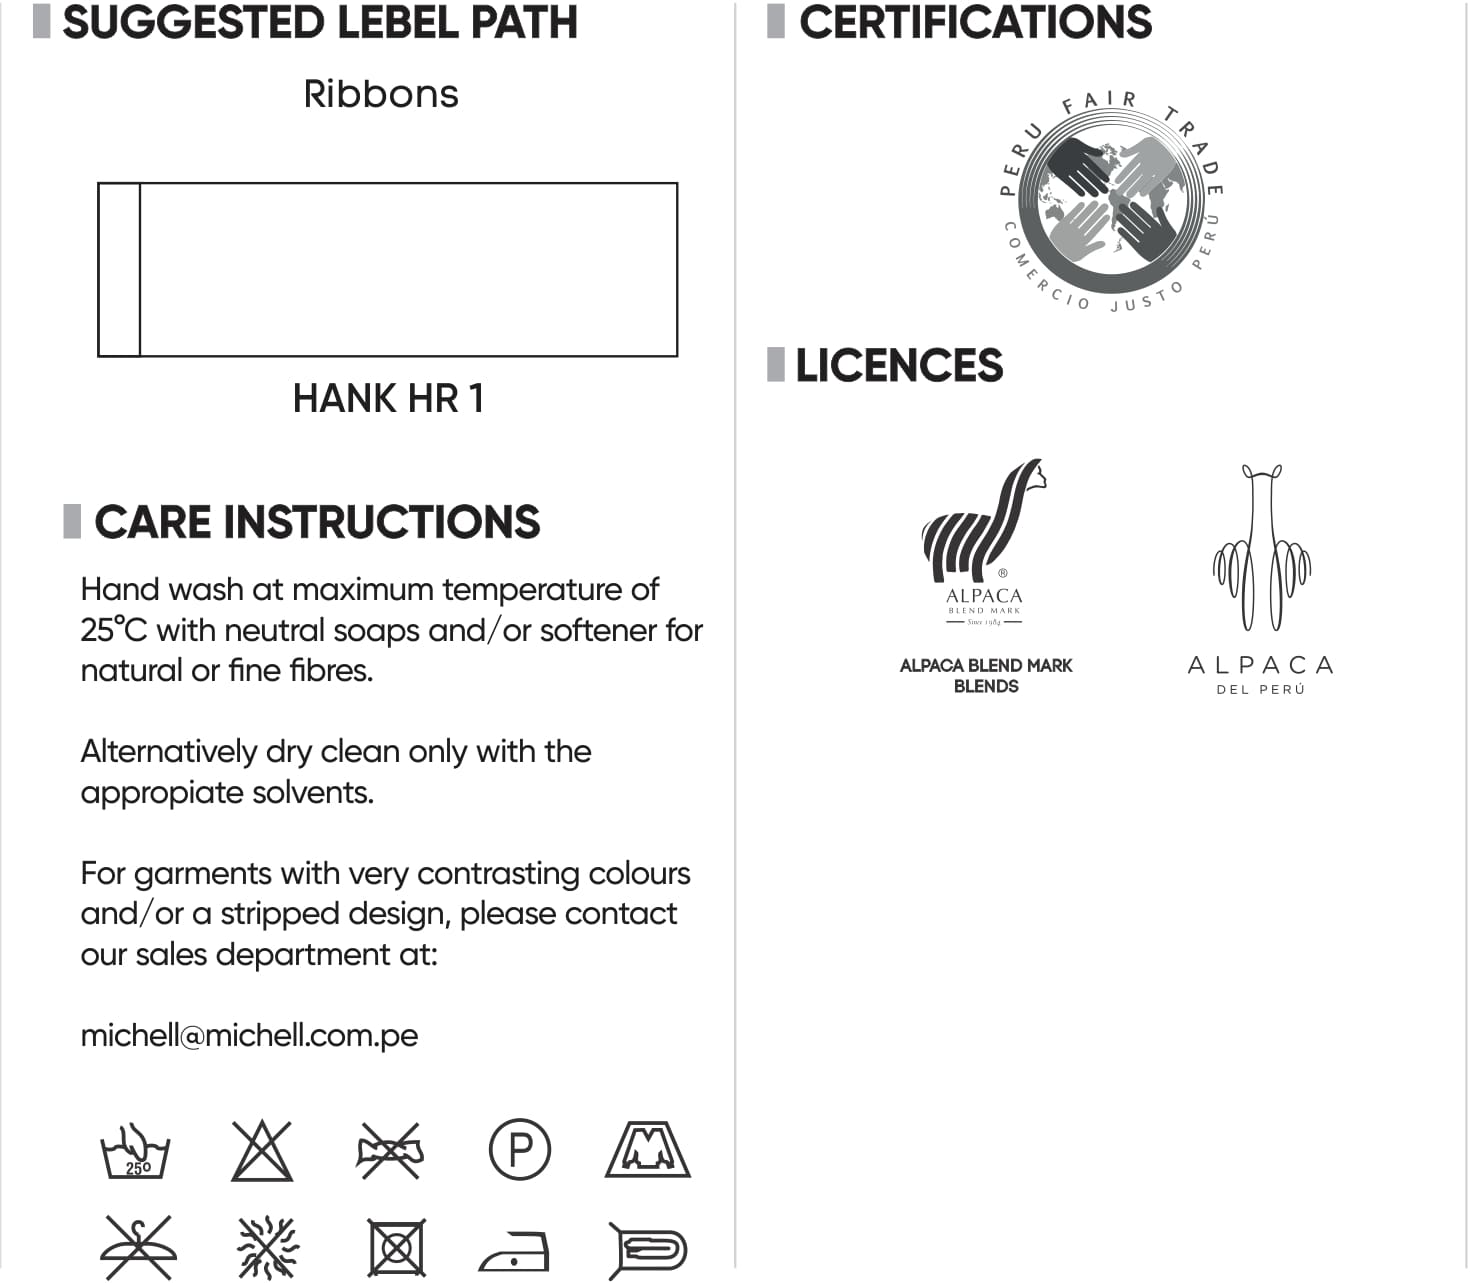 SUGGESTED LEBEL PATH
Ribbons
HANK HR 1
CARE INSTRUCTIONS
Hand wash at maximum temperature of
25°C with neutral soaps and/or softener for
natural or fine fibres.
Alternatively dry clean only with the
appropiate solvents.
For garments with very contrasting colours
and/or a stripped design, please contact
our sales department at:
michell@michell.com.pe
25º
P
CERTIFICATIONS
PERU FAIR TRADE
COMERCIO JUSTO PERÚ
LICENCES
®
ALPACA
BLEND MARK
Since 1984
ALPACA BLEND MARK
BLENDS
ALPACA
DEL PERÚ